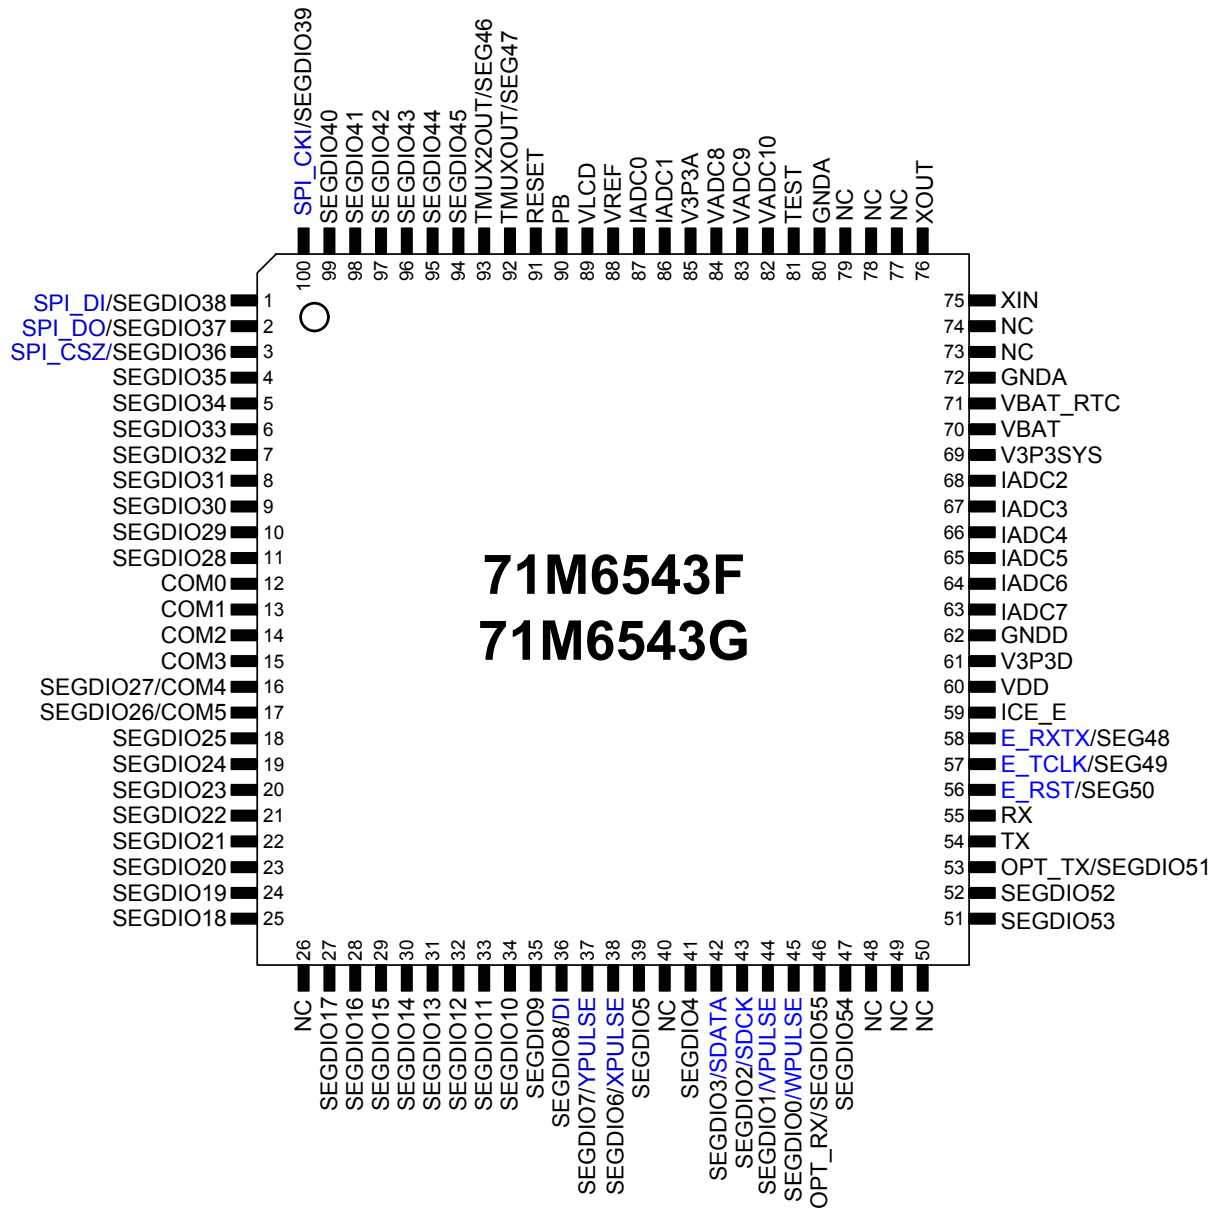 SPI_CKI/SEGDIO39
SEGDIO40
SEGDIO41
SEGDIO42
SEGDIO43
SEGDIO44
SEGDIO45
TMUX2OUT/SEG46
TMUXOUT/SEG47
RESET
PB
VLCD
VREF
IADC0
IADC1
V3P3A
VADC8
VADC9
VADC10
TEST
GNDA
NC
NC
NC
XOUT
100
99
98
97
96
95
94
93
92
91
90
89
88
87
86
85
84
83
82
81
80
79
78
77
76
SPI_DI/SEGDIO38 1
SPI_DO/SEGDIO37 2
SPI_CSZ/SEGDIO36 3
SEGDIO35 4
SEGDIO34 5
SEGDIO33 6
SEGDIO32 7
SEGDIO31 8
SEGDIO30 9
SEGDIO29 10
SEGDIO28 11
COM0 12
COM1 13
COM2 14
COM3 15
SEGDIO27/COM4 16
SEGDIO26/COM5 17
SEGDIO25 18
SEGDIO24 19
SEGDIO23 20
SEGDIO22 21
SEGDIO21 22
SEGDIO20 23
SEGDIO19 24
SEGDIO18 25
71M6543F
71M6543G
75 XIN
74 NC
73 NC
72 GNDA
71 VBAT_RTC
70 VBAT
69 V3P3SYS
68 IADC2
67 IADC3
66 IADC4
65 IADC5
64 IADC6
63 IADC7
62 GNDD
61 V3P3D
60 VDD
59 ICE_E
58 E_RXTX/SEG48
57 E_TCLK/SEG49
56 E_RST/SEG50
55 RX
54 TX
53 OPT_TX/SEGDIO51
52 SEGDIO52
51 SEGDIO53
26
27
28
29
30
31
32
33
34
35
36
37
38
39
40
41
42
43
44
45
46
47
48
49
50
NC
SEGDIO17
SEGDIO16
SEGDIO15
SEGDIO14
SEGDIO13
SEGDIO12
SEGDIO11
SEGDIO10
SEGDIO9
SEGDIO8/DI
SEGDIO7/YPULSE
SEGDIO6/XPULSE
SEGDIO5
NC
SEGDIO4
SEGDIO3/SDATA
SEGDIO2/SDCK
SEGDIO1/VPULSE
SEGDIO0/WPULSE
OPT_RX/SEGDIO55
SEGDIO54
NC
NC
NC